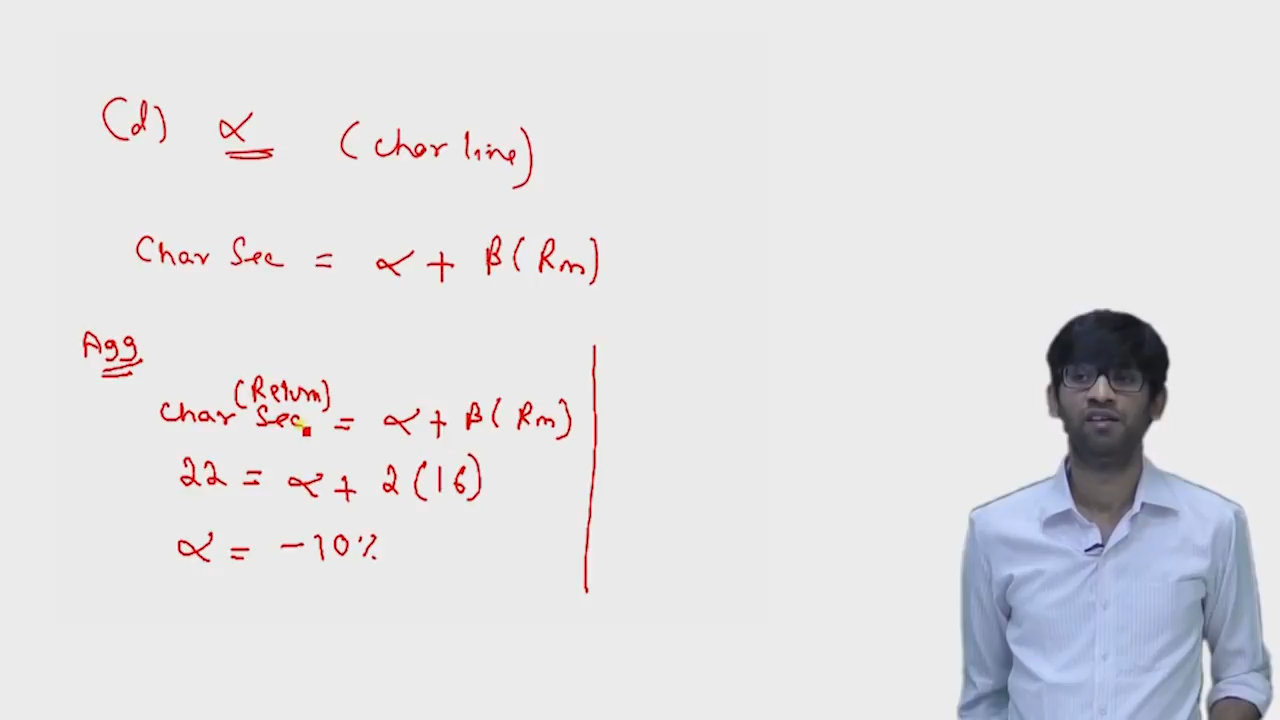 (d) α (char line)
Char Sec = α + β(Rm)
Agg
(Return)
Char Sec = α + β(Rm)
22 = α + 2(16)
α = -10%